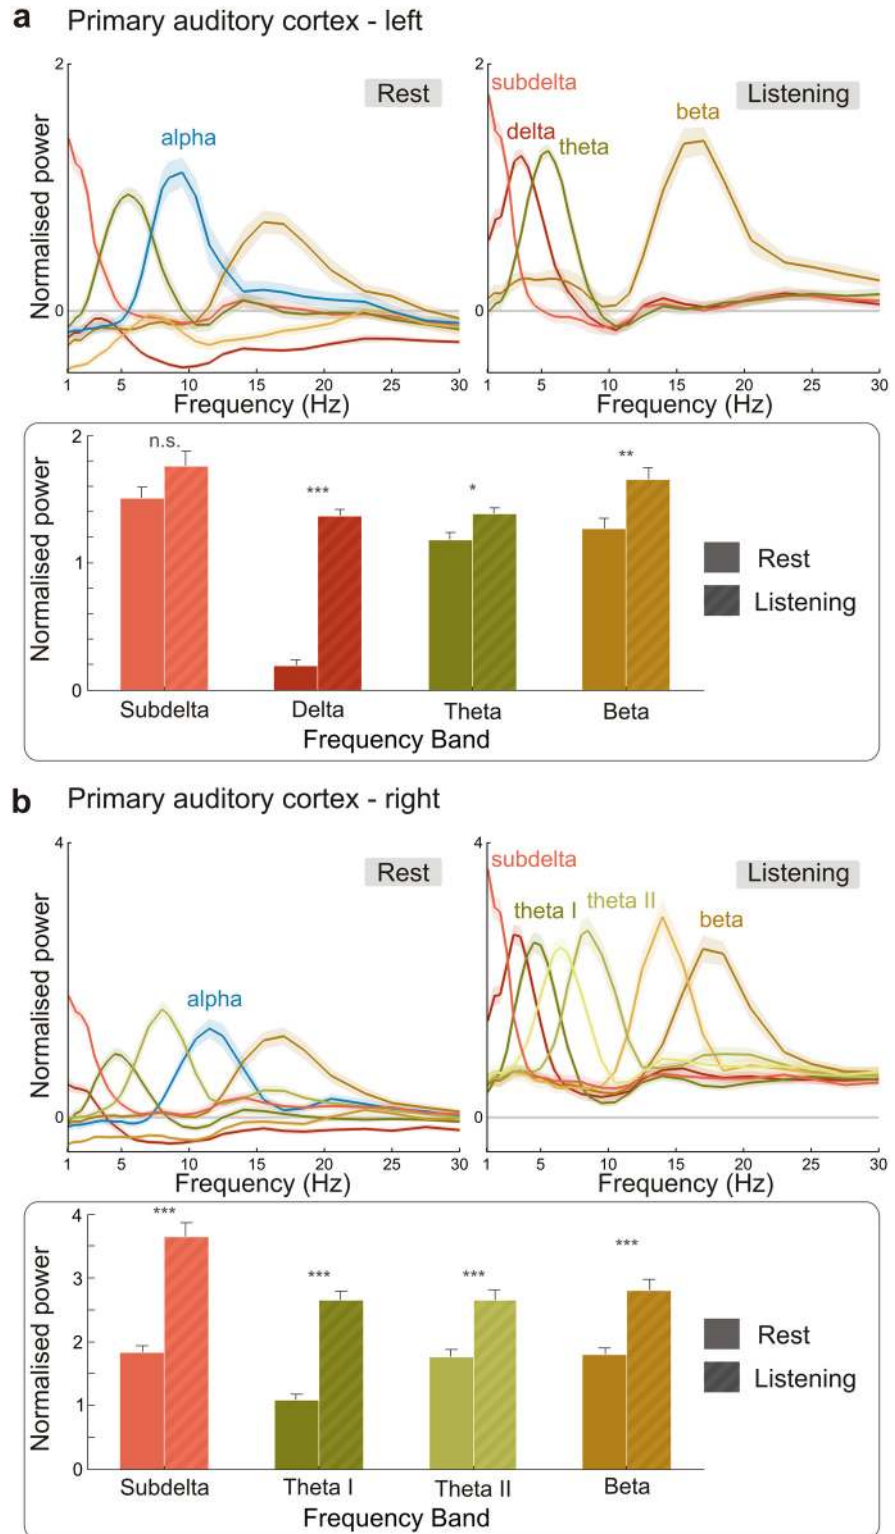 a Primary auditory cortex - left
2
0
Normalised power
Rest
alpha
1 5 10 15 20 25 30
Frequency (Hz)
2
0
subdelta
Listening
delta
theta
beta
1 5 10 15 20 25 30
Frequency (Hz)
2
1
0
Normalised power
n.s.
***
*
**
Rest
Listening
Subdelta Delta Theta Beta
Frequency Band
b Primary auditory cortex - right
4
0
Normalised power
Rest
alpha
1 5 10 15 20 25 30
Frequency (Hz)
4
0
subdelta
Listening
theta I
theta II
beta
1 5 10 15 20 25 30
Frequency (Hz)
4
3
2
1
0
Normalised power
***
***
***
***
Rest
Listening
Subdelta Theta I Theta II Beta
Frequency Band